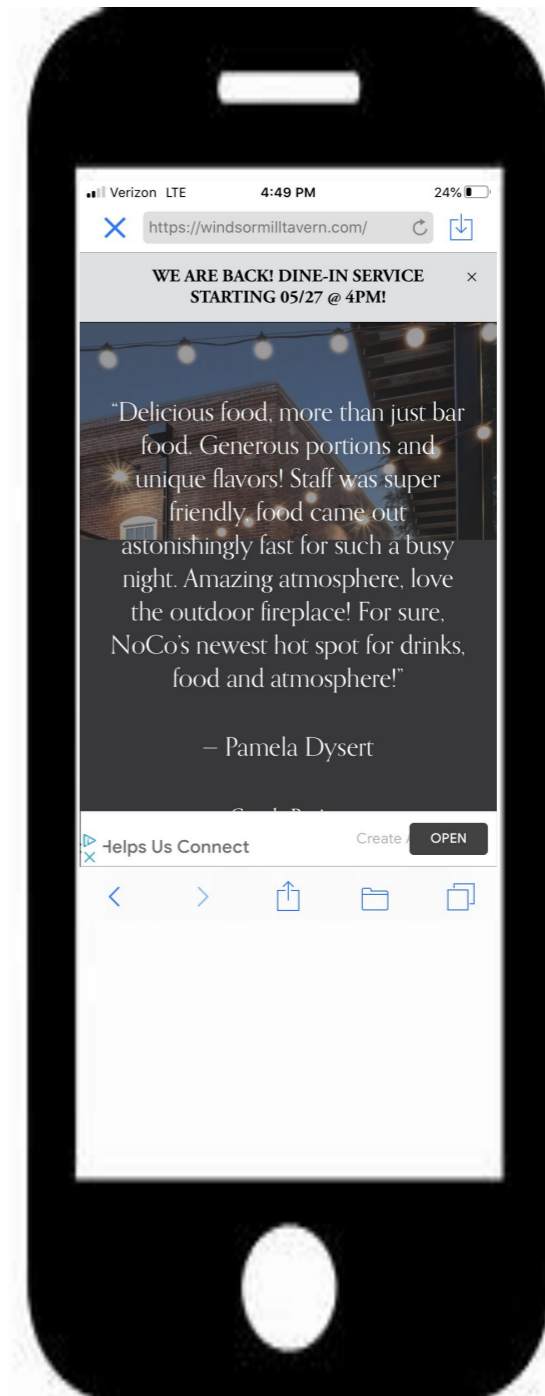 Verizon LTE 4:49 PM 24%
https://windsormilltavern.com/
WE ARE BACK! DINE-IN SERVICE
STARTING 05/27 @ 4PM!
“Delicious food, more than just bar
food. Generous portions and
unique flavors! Staff was super
friendly, food came out
astonishingly fast for such a busy
night. Amazing atmosphere, love
the outdoor fireplace! For sure,
NoCo’s newest hot spot for drinks,
food and atmosphere!”
– Pamela Dysert
Helps Us Connect
Create
OPEN